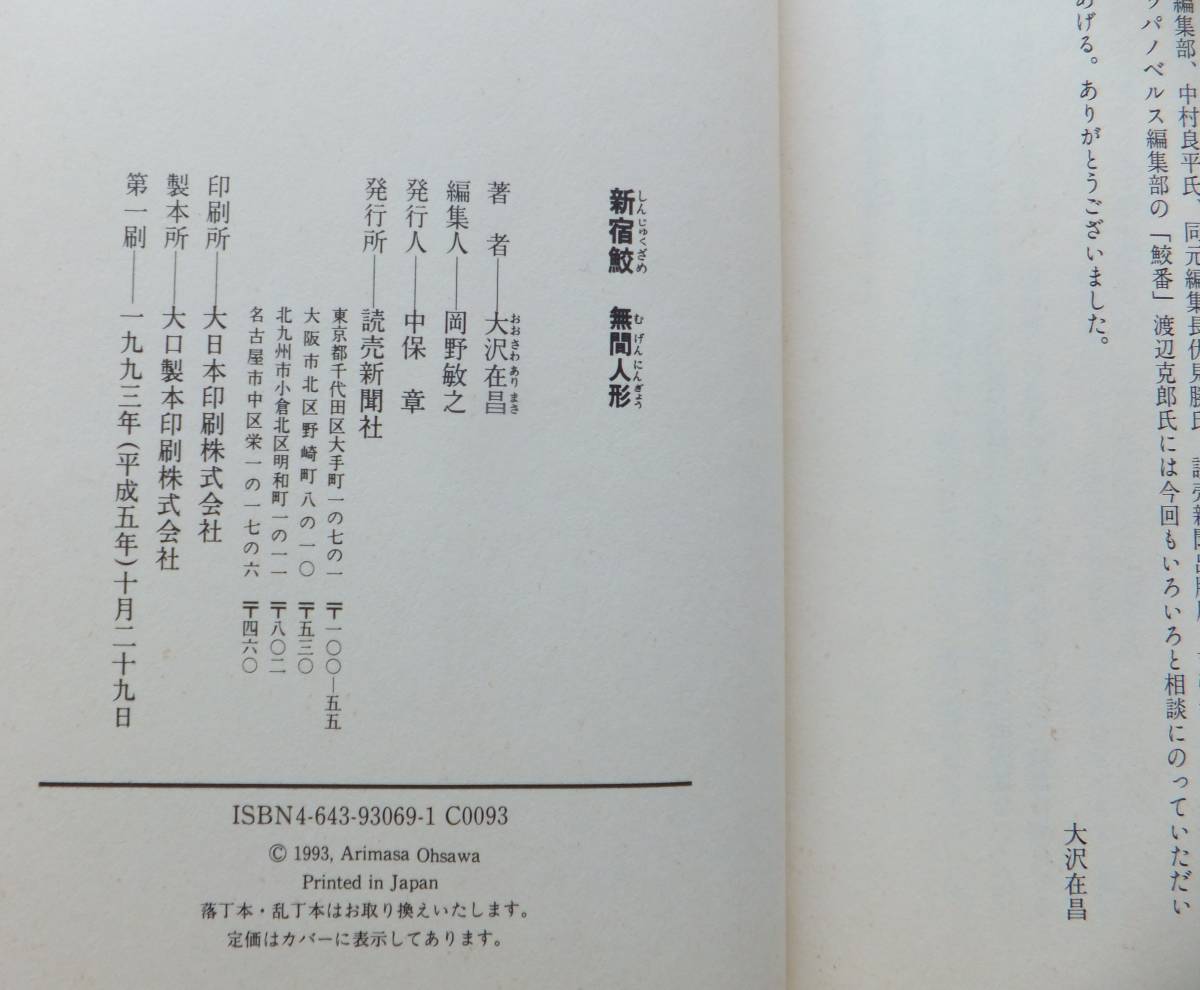 編集部、中村良平氏、同元編集長伏見勝氏、読売新聞出版局
ッパノベルス編集部の「鮫番」渡辺克郎氏には今回もいろいろと相談にのっていただい
あげる。ありがとうございました。
大沢在昌
しんじゅくざめ むげんにんぎょう
新宿鮫 無間人形
おおさわありまさ
著 者――大沢在昌
編集人――岡野敏之
発行人――中保 章
発行所――読売新聞社
東京都千代田区大手町一の七の一 〒一〇〇―五五
大阪市北区野崎町八の一〇 〒五三〇
北九州市小倉北区明和町一の一一 〒八〇二
名古屋市中区栄一の一七の六 〒四六〇
印刷所――大日本印刷株式会社
製本所――大口製本印刷株式会社
第一刷――一九九三年(平成五年)十月二十九日
ISBN4-643-93069-1 C0093
© 1993, Arimasa Ohsawa
Printed in Japan
落丁本・乱丁本はお取り換えいたします。
定価はカバーに表示してあります。